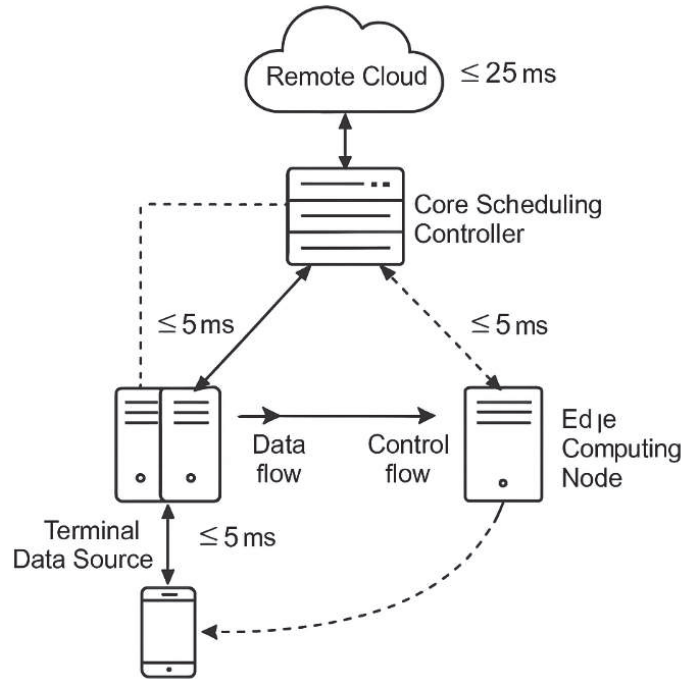 Remote Cloud
≤ 25 ms
Core Scheduling
Controller
≤ 5 ms
≤ 5 ms
Data
flow
Control
flow
Computing
Node
Terminal
Data Source
≤ 5 ms